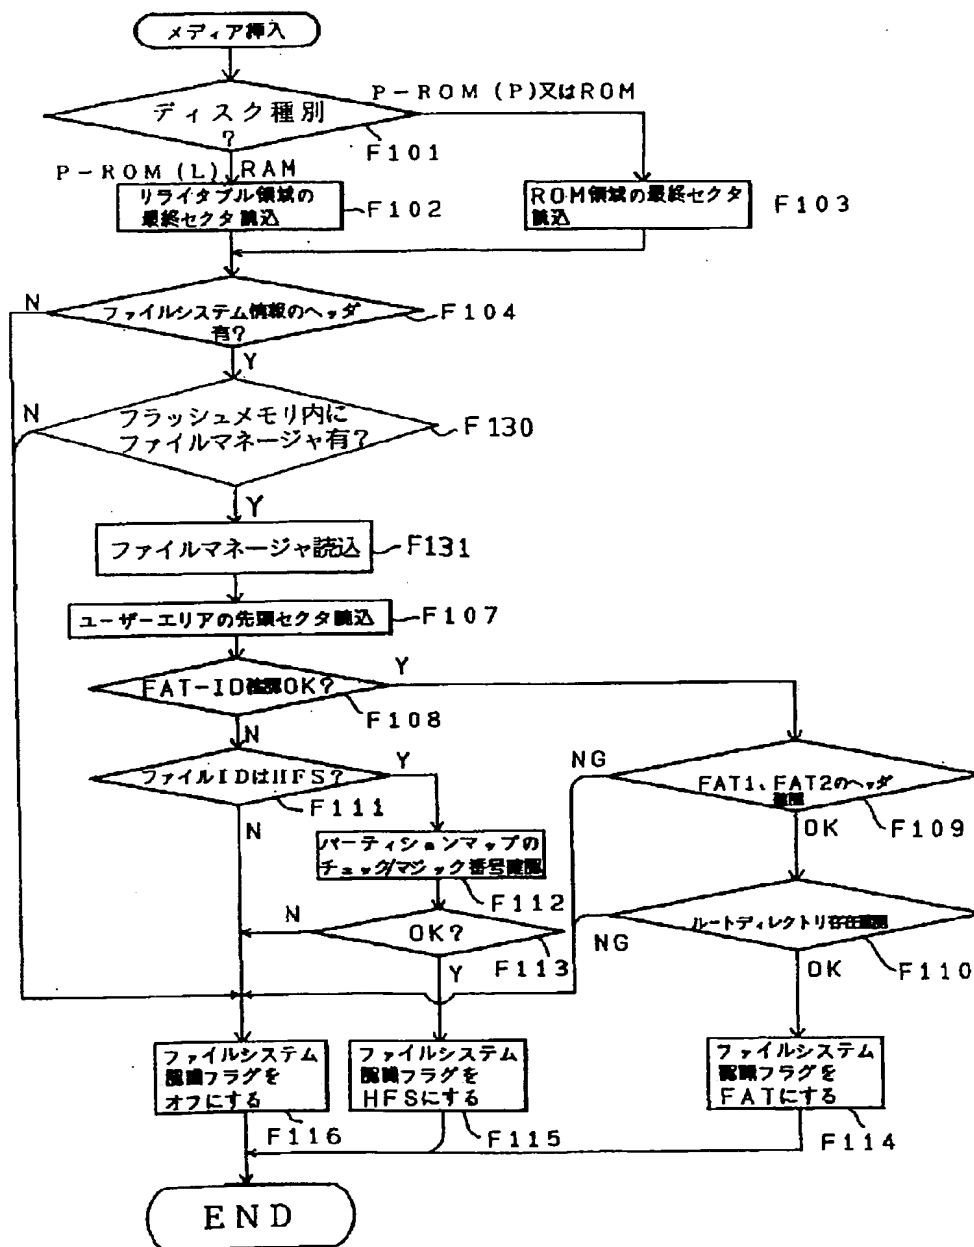 メディア挿入
P-ROM (P)又はROM
ディスク種別
?
F101
P-ROM (L), RAM
リライタブル領域の
最終セクタ読込
F102
ROM領域の最終セクタ
読込
F103
N
ファイルシステム情報のヘッダ
有?
F104
Y
N
フラッシュメモリ内に
ファイルマネージャ有?
F130
Y
ファイルマネージャ読込
F131
ユーザーエリアの先頭セクタ読込
F107
Y
FAT-ID確認OK?
F108
N
NG
FAT1、FAT2のヘッダ
確認
F109
ファイルIDはHFS?
Y
F111
N
OK
パーティションマップの
チェック/マジック番号確認
F112
N
OK?
F113
Y
NG
ルートディレクトリ存在確認
F110
OK
ファイルシステム
認識フラグを
オフにする
F116
ファイルシステム
認識フラグを
HFSにする
F115
ファイルシステム
認識フラグを
FATにする
F114
END